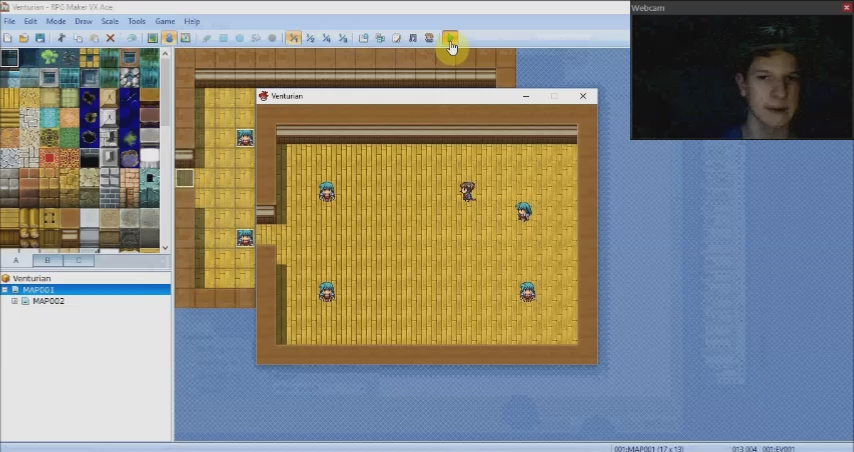 Venturian - RPG Maker VX Ace
File Edit Mode Draw Scale Tools Game Help
Webcam
Venturian
A B C
Venturian
MAP001
MAP002
001:MAP001 (17 x 13) 013,004 001:EV001